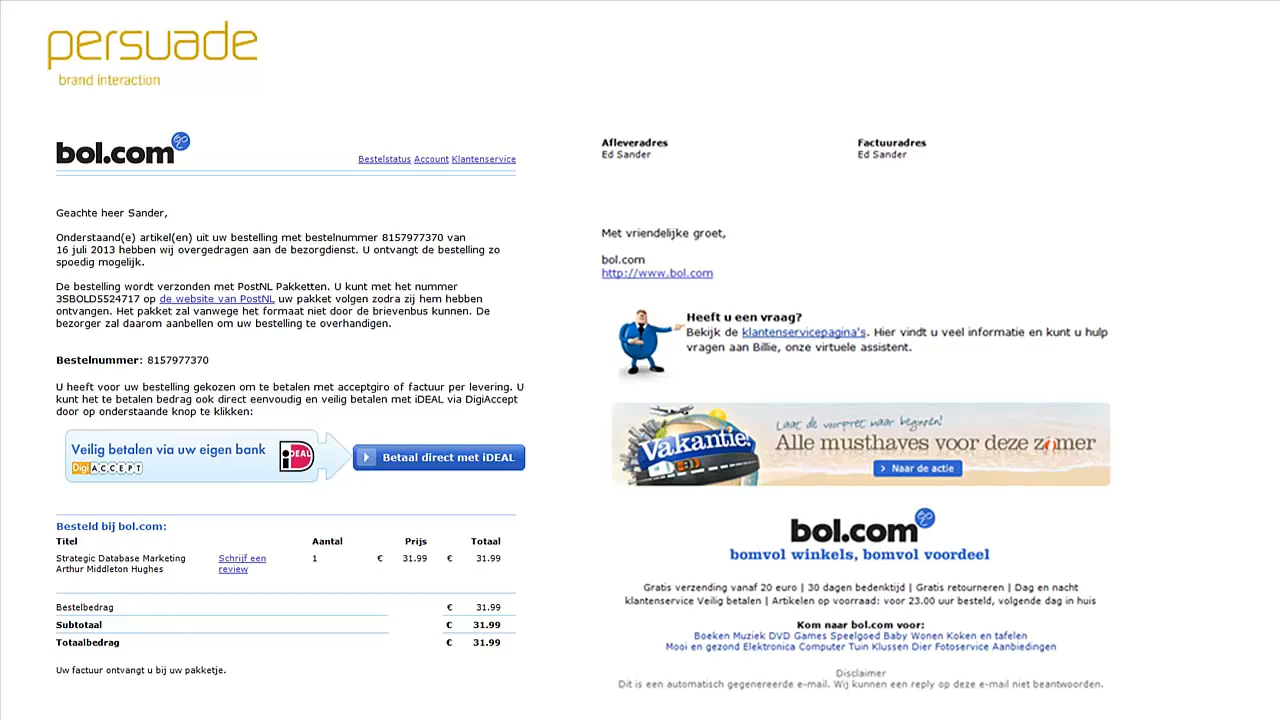 persuade
brand interaction
bol.com
Bestelstatus Account Klantenservice
Geachte heer Sander,
Onderstaand(e) artikel(en) uit uw bestelling met bestelnummer 8157977370 van
16 juli 2013 hebben wij overgedragen aan de bezorgdienst. U ontvangt de bestelling zo
spoedig mogelijk.
De bestelling wordt verzonden met PostNL Pakketten. U kunt met het nummer
3SBOLD5524717 op de website van PostNL uw pakket volgen zodra zij hem hebben
ontvangen. Het pakket zal vanwege het formaat niet door de brievenbus kunnen. De
bezorger zal daarom aanbellen om uw bestelling te overhandigen.
Bestelnummer: 8157977370
U heeft voor uw bestelling gekozen om te betalen met acceptgiro of factuur per levering. U
kunt het te betalen bedrag ook direct eenvoudig en veilig betalen met iDEAL via DigiAccept
door op onderstaande knop te klikken:
Veilig betalen via uw eigen bank
DigiACCEPT
iDEAL
Betaal direct met iDEAL
Besteld bij bol.com:
Titel Aantal Prijs Totaal
Strategic Database Marketing Schrijf een 1 € 31.99 € 31.99
Arthur Middleton Hughes review
Bestelbedrag € 31.99
Subtotaal € 31.99
Totaalbedrag € 31.99
Uw factuur ontvangt u bij uw pakketje.
Afleveradres Factuuradres
Ed Sander Ed Sander
Met vriendelijke groet,
bol.com
http://www.bol.com
Heeft u een vraag?
Bekijk de klantenservicepagina's. Hier vindt u veel informatie en kunt u hulp
vragen aan Billie, onze virtuele assistent.
Vakantie!
Laat de voorpret maar beginnen!
Alle musthaves voor deze zomer
Naar de actie
bol.com
bomvol winkels, bomvol voordeel
Gratis verzending vanaf 20 euro | 30 dagen bedenktijd | Gratis retourneren | Dag en nacht
klantenservice Veilig betalen | Artikelen op voorraad: voor 23.00 uur besteld, volgende dag in huis
Kom naar bol.com voor:
Boeken Muziek DVD Games Speelgoed Baby Wonen Koken en tafelen
Mooi en gezond Elektronica Computer Tuin Klussen Dier Fotoservice Aanbiedingen
Disclaimer
Dit is een automatisch gegenereerde e-mail. Wij kunnen een reply op deze e-mail niet beantwoorden.